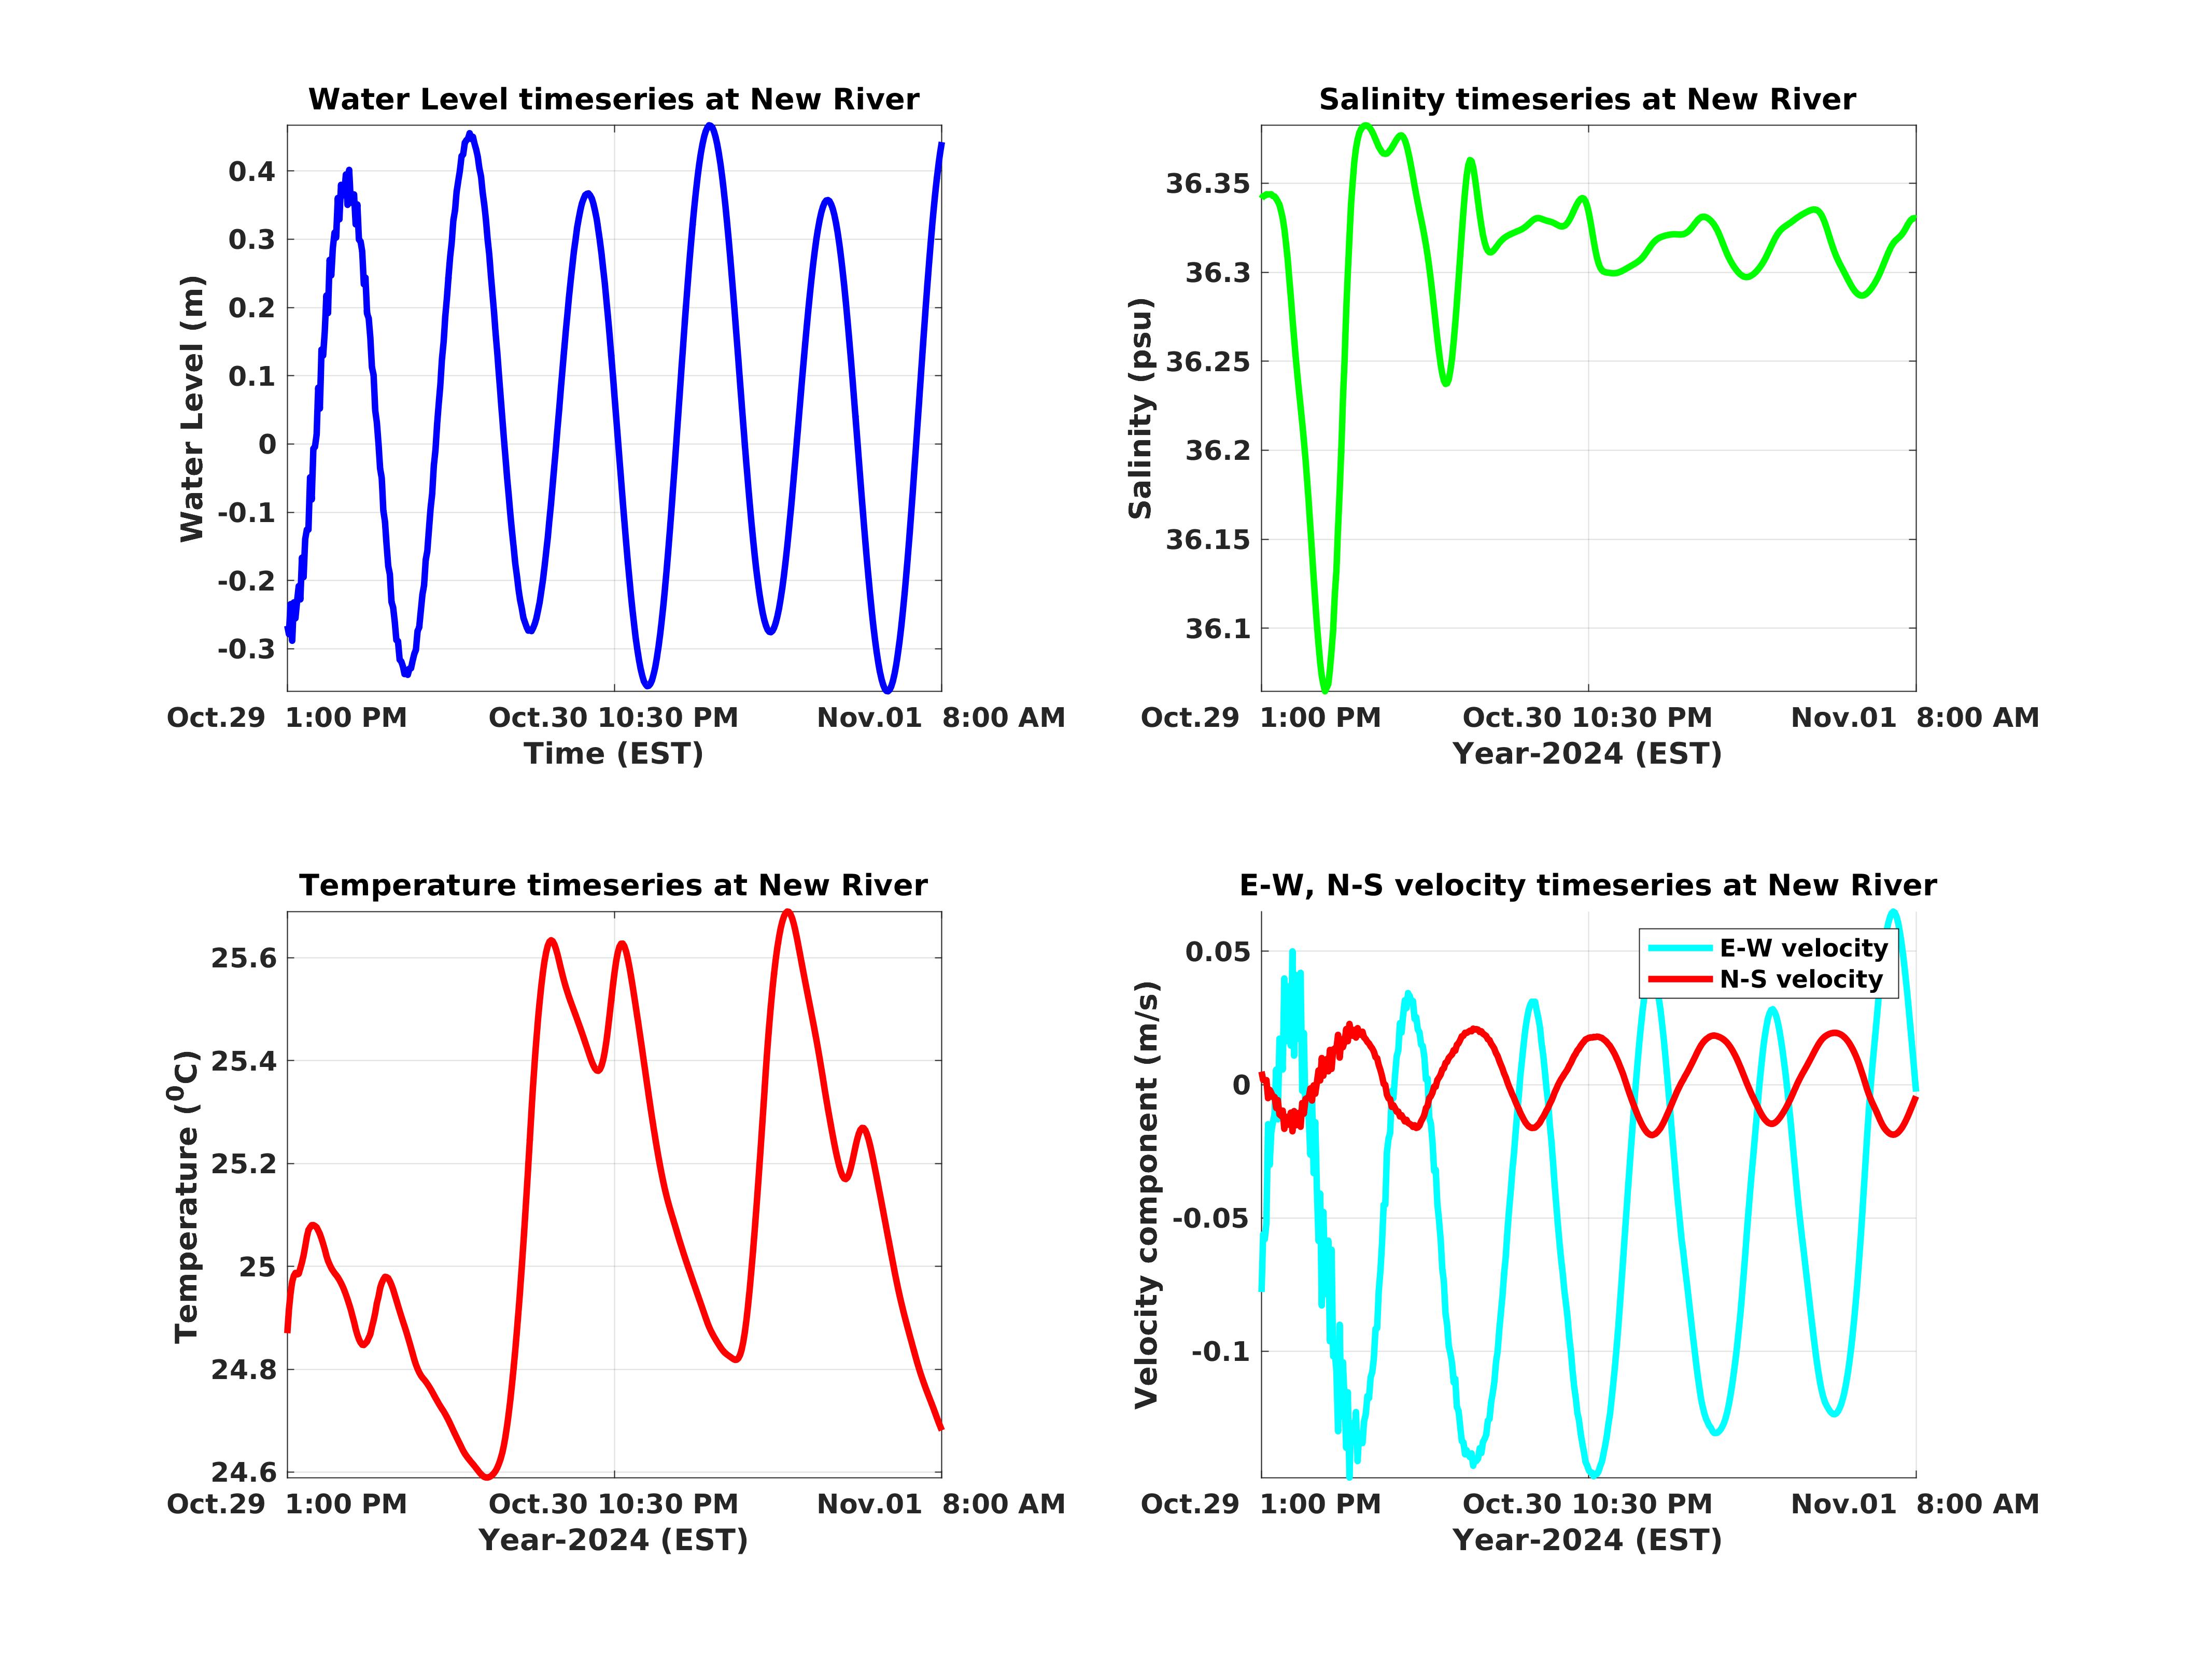 Water Level timeseries at New River
Water Level (m)
0.4
0.3
0.2
0.1
0
-0.1
-0.2
-0.3
Oct.29 1:00 PM
Oct.30 10:30 PM
Nov.01 8:00 AM
Time (EST)
Salinity timeseries at New River
Salinity (psu)
36.35
36.3
36.25
36.2
36.15
36.1
Oct.29 1:00 PM
Oct.30 10:30 PM
Nov.01 8:00 AM
Year-2024 (EST)
Temperature timeseries at New River
Temperature (⁰C)
25.6
25.4
25.2
25
24.8
24.6
Oct.29 1:00 PM
Oct.30 10:30 PM
Nov.01 8:00 AM
Year-2024 (EST)
E-W, N-S velocity timeseries at New River
Velocity component (m/s)
0.05
0
-0.05
-0.1
E-W velocity
N-S velocity
Oct.29 1:00 PM
Oct.30 10:30 PM
Nov.01 8:00 AM
Year-2024 (EST)